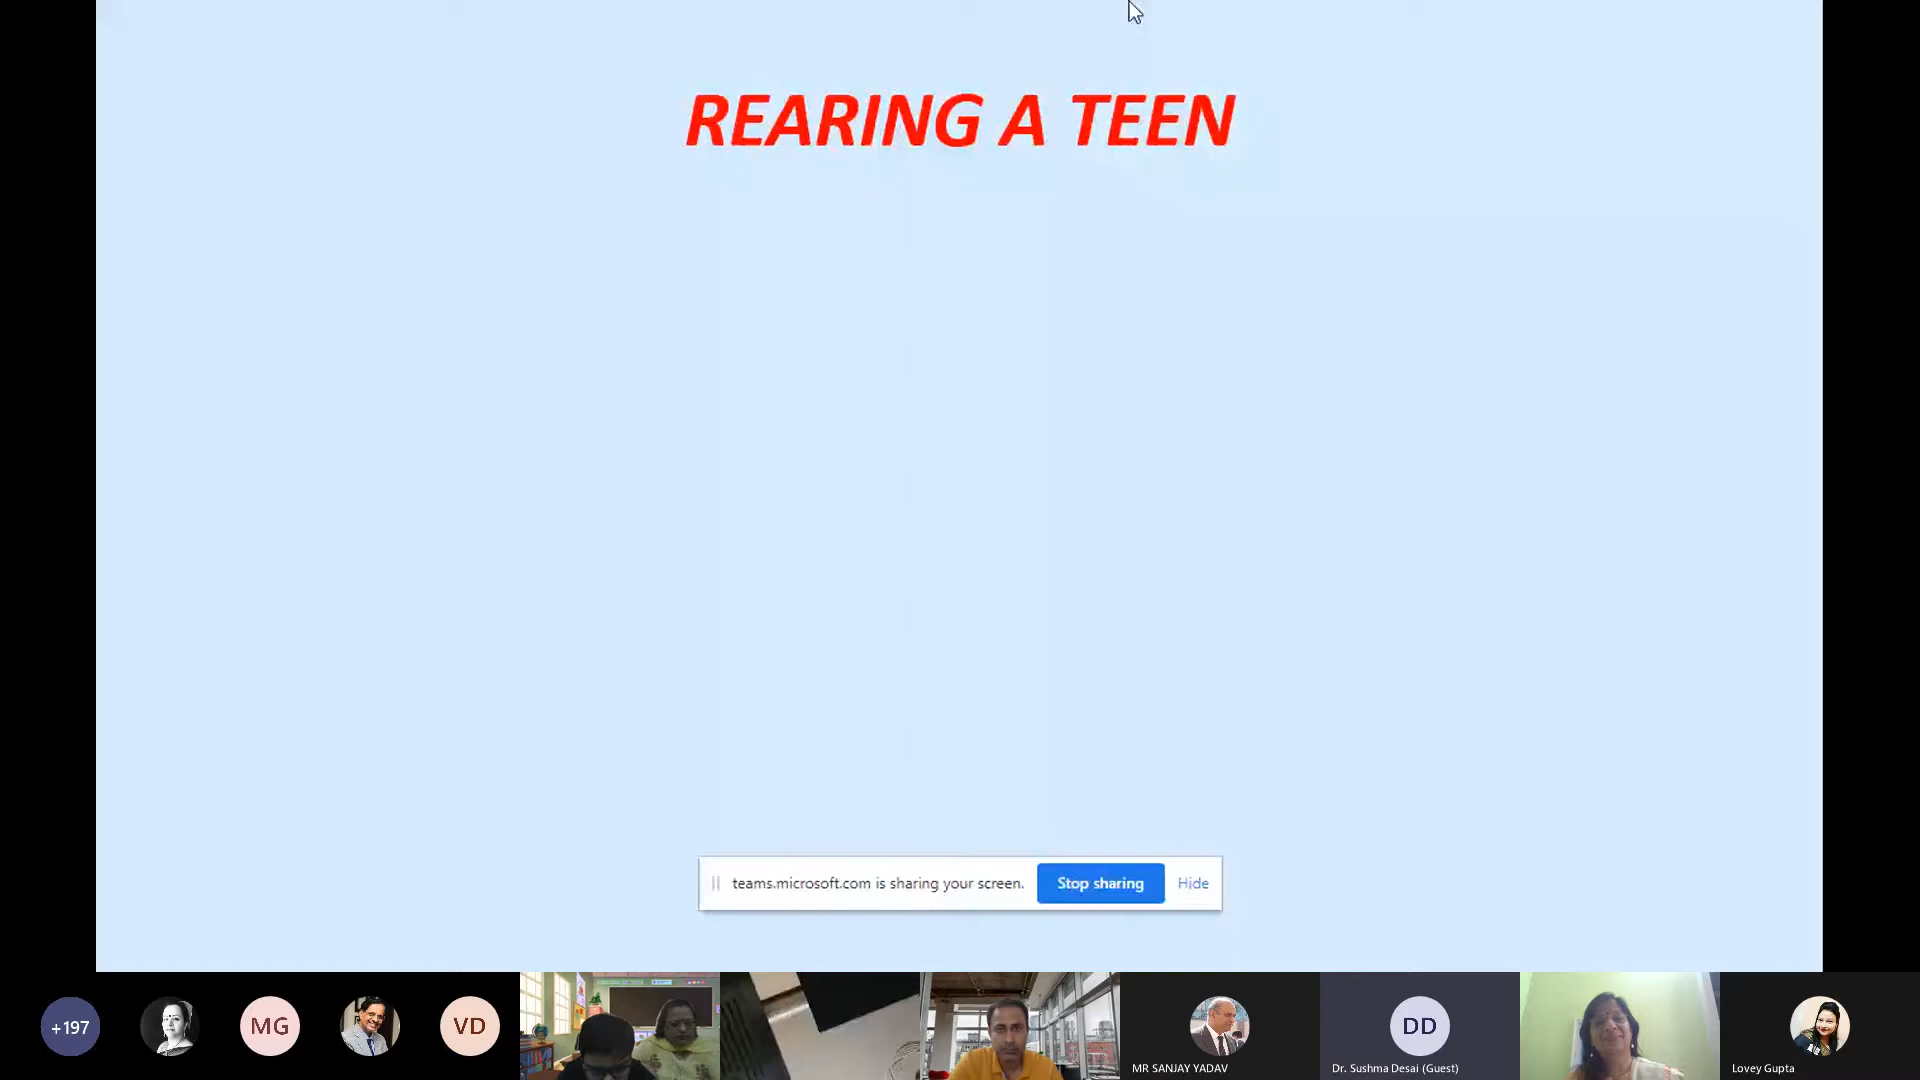 REARING A TEEN
teams.microsoft.com is sharing your screen. Stop sharing Hide
+197 MG VD DD
MR SANJAY YADAV Dr. Sushma Desai (Guest) Lovey Gupta